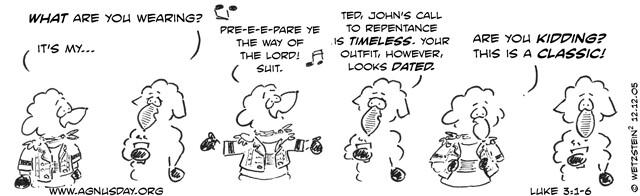 WHAT ARE YOU WEARING?
IT'S MY...
PRE-E-E-PARE YE
THE WAY OF
THE LORD!
SUIT.
TED, JOHN'S CALL
TO REPENTANCE
IS TIMELESS. YOUR
OUTFIT, HOWEVER,
LOOKS DATED.
ARE YOU KIDDING?
THIS IS A CLASSIC!
WWW.AGNUSDAY.ORG
LUKE 3:1-6
© WETZSTEIN² 12.12.05